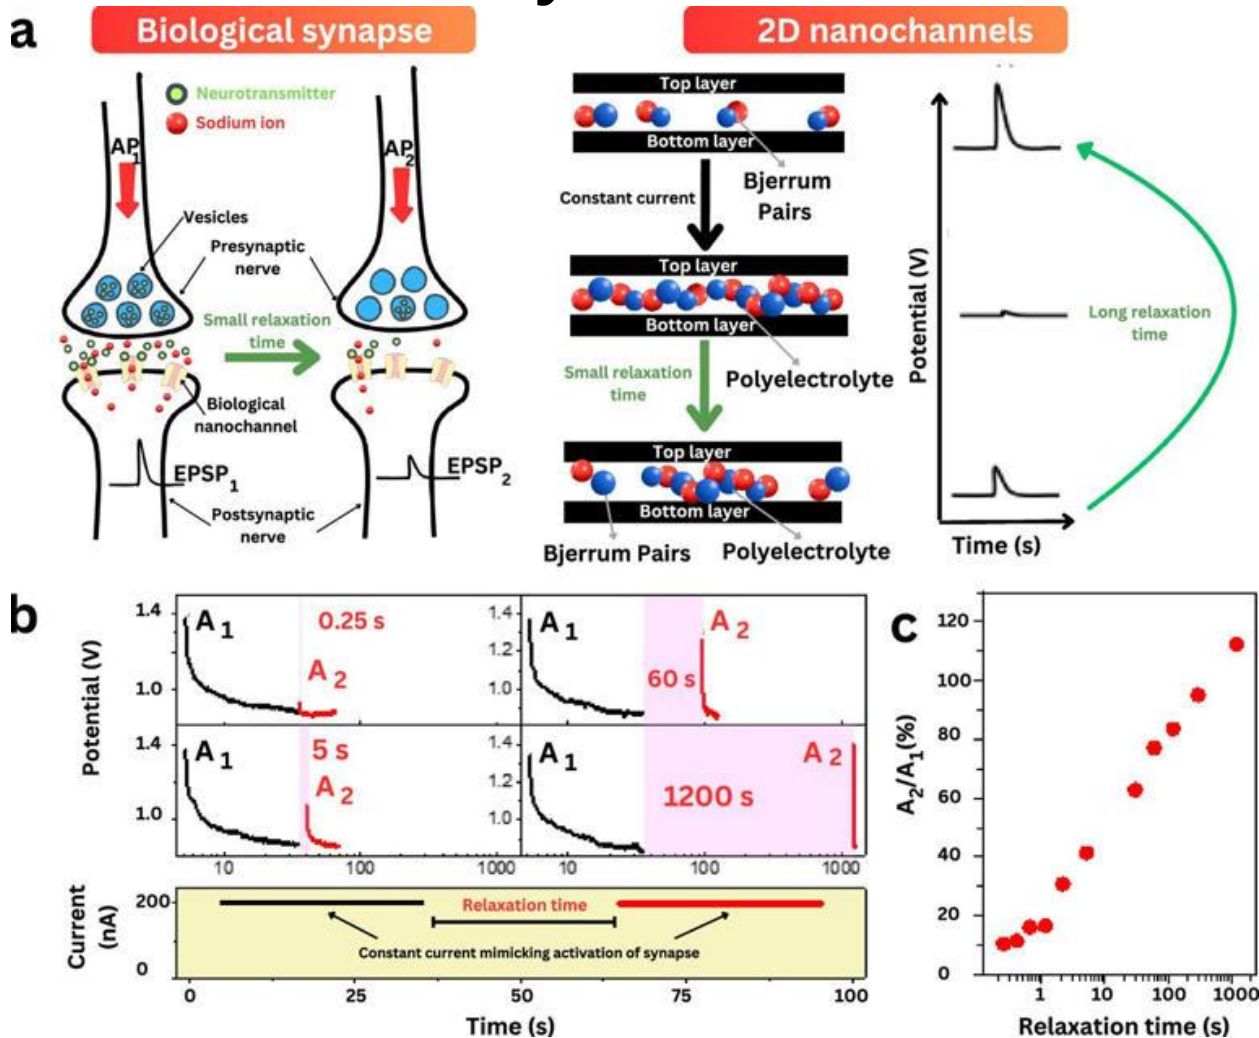 a
Biological synapse
2D nanochannels
Neurotransmitter
Sodium ion
AP1
AP2
Vesicles
Presynaptic
nerve
Small relaxation
time
Biological
nanochannel
EPSP1
EPSP2
Postsynaptic
nerve
Top layer
Bottom layer
Constant current
Bjerrum
Pairs
Top layer
Bottom layer
Small relaxation
time
Polyelectrolyte
Top layer
Bottom layer
Bjerrum Pairs
Polyelectrolyte
Potential (V)
Long relaxation
time
Time (s)
b
Potential (V)
1.4
1.0
A1
0.25 s
A2
1.4
1.2
1.0
A1
60 s
A2
1.4
1.0
A1
5 s
A2
10
100
1000
1.4
1.2
1.0
A1
1200 s
A2
10
100
1000
Current
(nA)
200
0
Relaxation time
Constant current mimicking activation of synapse
0
25
50
75
100
Time (s)
c
A2/A1(%)
120
100
80
60
40
20
0
1
10
100
1000
Relaxation time (s)